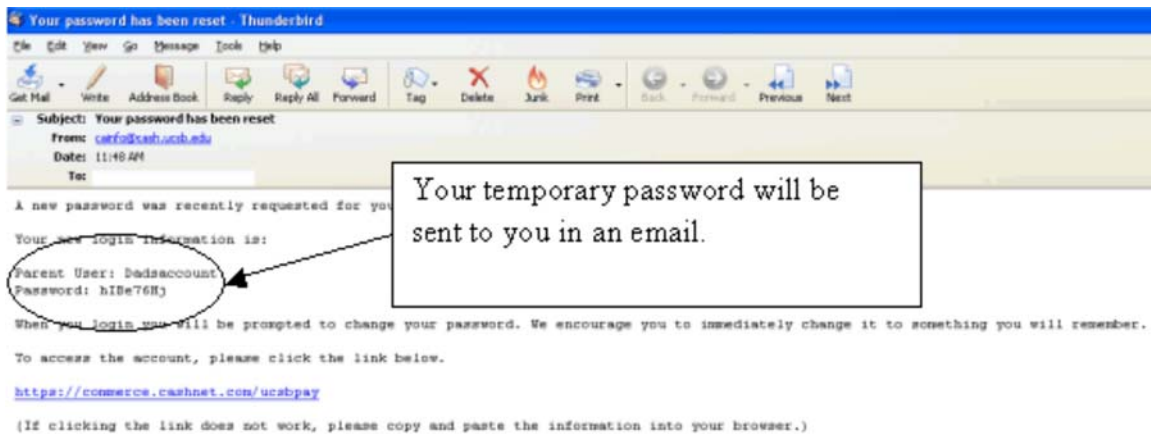 Your password has been reset - Thunderbird
File Edit View Go Message Tools Help
Get Mail Write Address Book Reply Reply All Forward Tag Delete Junk Print Back Forward Previous Next
Subject: Your password has been reset
From: cainfo@cash.ucsb.edu
Date: 11:48 AM
To:
Your temporary password will be
sent to you in an email.
A new password was recently requested for you
Your new login information is:
Parent User: Dadsaccount
Password: hIBe76Hj
When you login you will be prompted to change your password. We encourage you to immediately change it to something you will remember.
To access the account, please click the link below.
https://commerce.cashnet.com/ucsbpay
(If clicking the link does not work, please copy and paste the information into your browser.)